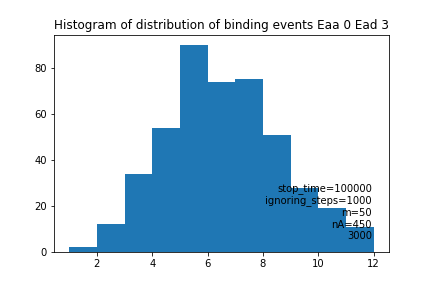 Histogram of distribution of binding events Eaa 0 Ead 3
80
60
40
20
0
stop_time=100000
ignoring_steps=1000
m=50
nA=450
3000
2 4 6 8 10 12